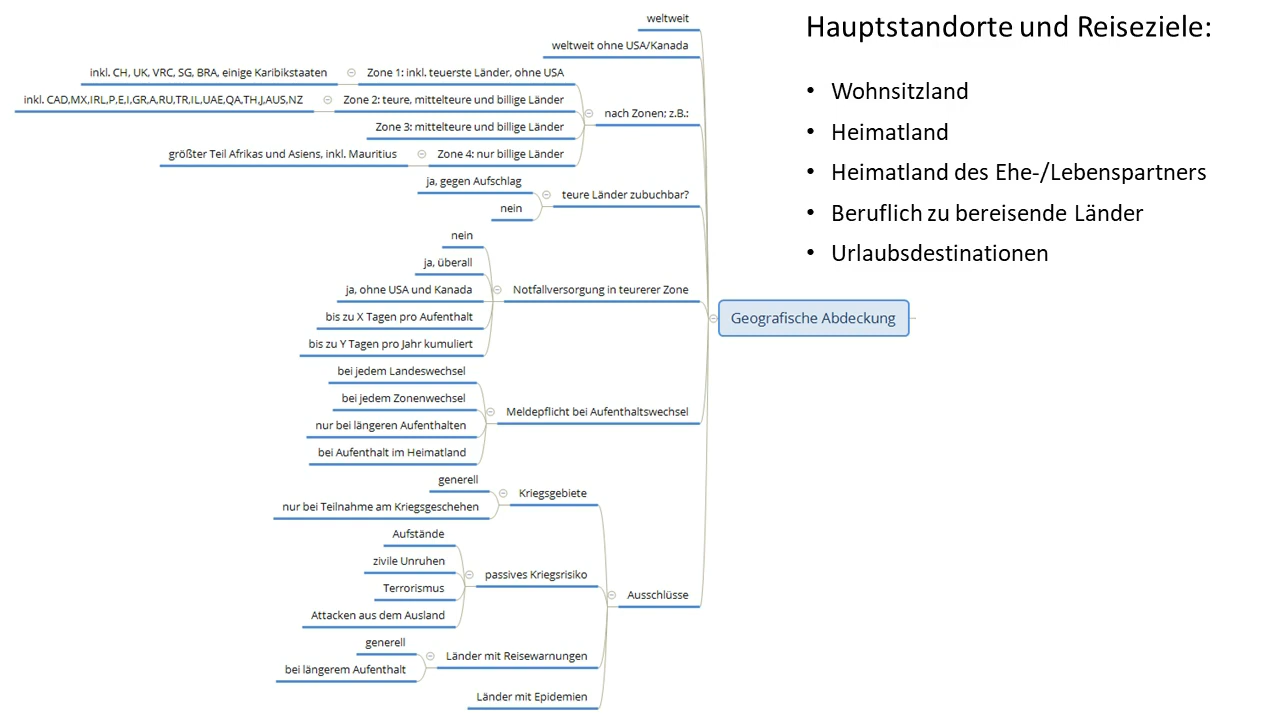 Hauptstandorte und Reiseziele:
• Wohnsitzland
• Heimatland
• Heimatland des Ehe-/Lebenspartners
• Beruflich zu bereisende Länder
• Urlaubsdestinationen
Geografische Abdeckung
weltweit
weltweit ohne USA/Kanada
nach Zonen; z.B.:
Zone 1: inkl. teuerste Länder, ohne USA
inkl. CH, UK, VRC, SG, BRA, einige Karibikstaaten
Zone 2: teure, mittelteure und billige Länder
inkl. CAD,MX,IRL,P,E,I,GR,A,RU,TR,IL,UAE,QA,TH,J,AUS,NZ
Zone 3: mittelteure und billige Länder
Zone 4: nur billige Länder
größter Teil Afrikas und Asiens, inkl. Mauritius
teure Länder zubuchbar?
ja, gegen Aufschlag
nein
Notfallversorgung in teurerer Zone
nein
ja, überall
ja, ohne USA und Kanada
bis zu X Tagen pro Aufenthalt
bis zu Y Tagen pro Jahr kumuliert
Meldepflicht bei Aufenthaltswechsel
bei jedem Landeswechsel
bei jedem Zonenwechsel
nur bei längeren Aufenthalten
bei Aufenthalt im Heimatland
Ausschlüsse
Kriegsgebiete
generell
nur bei Teilnahme am Kriegsgeschehen
passives Kriegsrisiko
Aufstände
zivile Unruhen
Terrorismus
Attacken aus dem Ausland
Länder mit Reisewarnungen
generell
bei längerem Aufenthalt
Länder mit Epidemien